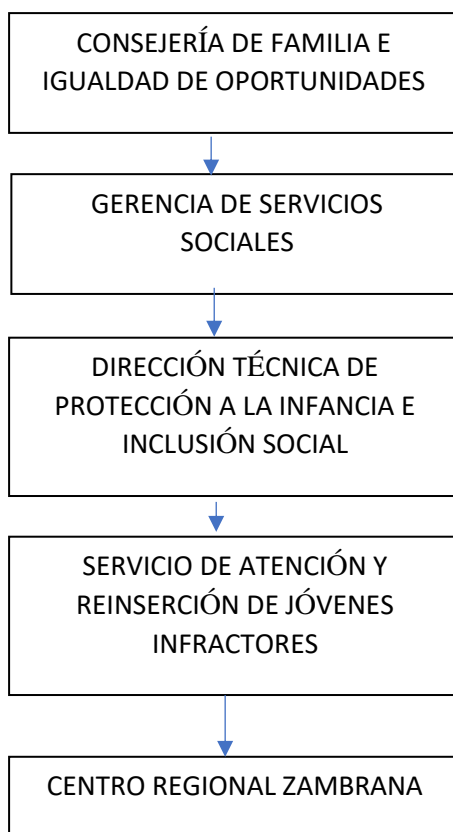 CONSEJERÍA DE FAMILIA E
IGUALDAD DE OPORTUNIDADES
GERENCIA DE SERVICIOS
SOCIALES
DIRECCIÓN TÉCNICA DE
PROTECCIÓN A LA INFANCIA E
INCLUSIÓN SOCIAL
SERVICIO DE ATENCIÓN Y
REINSERCIÓN DE JÓVENES
INFRACTORES
CENTRO REGIONAL ZAMBRANA